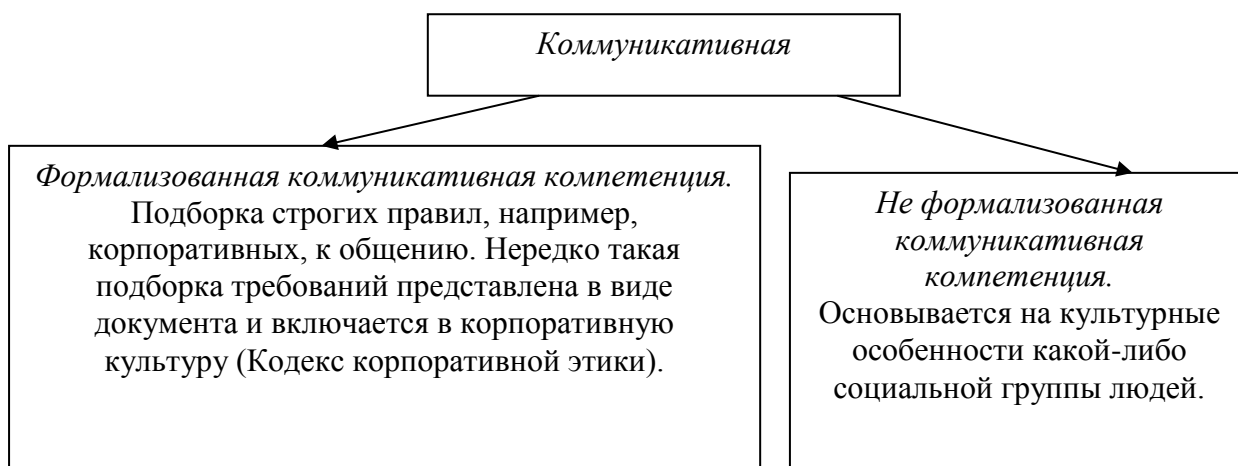 Коммуникативная
Формализованная коммуникативная компетенция.
Подборка строгих правил, например,
корпоративных, к общению. Нередко такая
подборка требований представлена в виде
документа и включается в корпоративную
культуру (Кодекс корпоративной этики).
Не формализованная
коммуникативная
компетенция.
Основывается на культурные
особенности какой-либо
социальной группы людей.